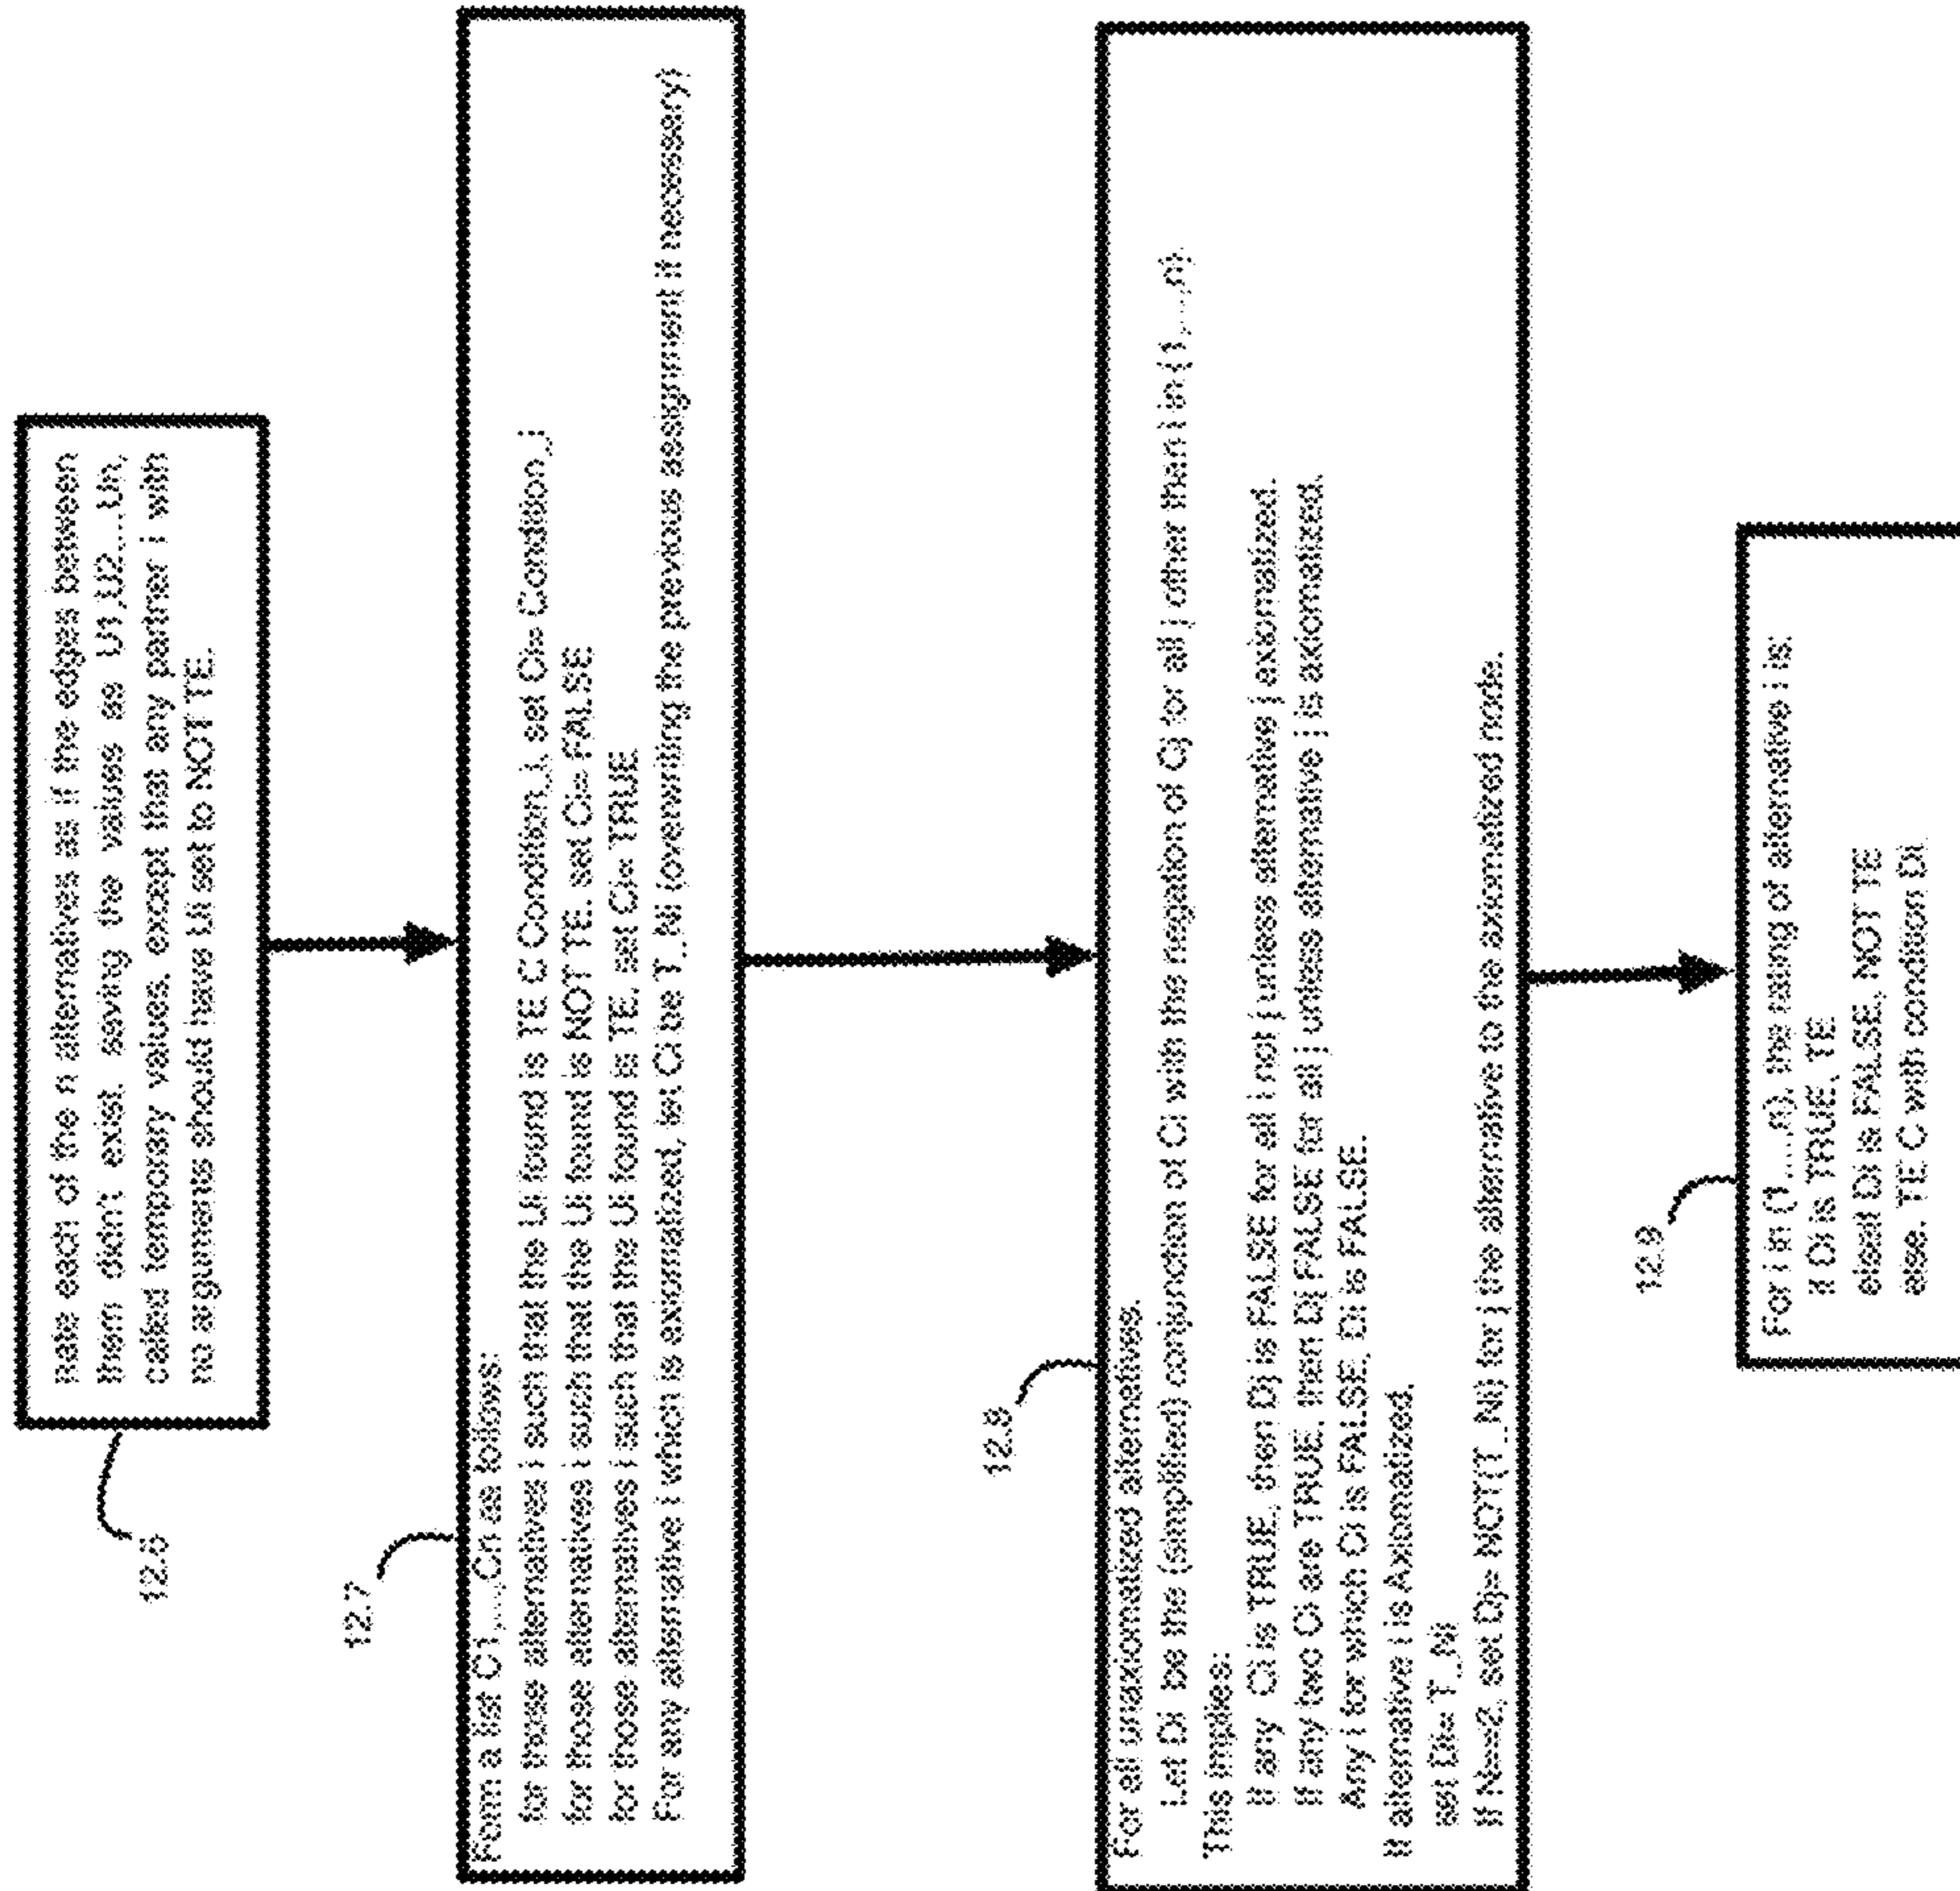 12.6
rate each of the n alternatives as if the edges between
them didn't exist, saving the values as U1,U2...,Un,
called temporary values, except that any partner i with
no arguments should have Ui set to NOT TE.
12.7
Form a list C1,...,Cn as follows:
for those alternatives i such that the Ui found is TE C Condition_i, set Ci= Condition_i
for those alternatives i such that the Ui found is NOT TE, set Ci= FALSE
for those alternatives i such that the Ui found is TE, set Ci= TRUE
For any alternative i which is axiomatized, let Ci be T_Ni (overwriting the previous assignment if necessary)
12.8
For all unaxiomatized alternatives,
Let Di be the (simplified) conjunction of Ci with the negation of Cj for all j other than i in {1,...,n}
This implies:
If any Ci is TRUE, then Dj is FALSE for all i not j unless alternative j axiomatized.
If any two Ci are TRUE, then Dj FALSE for all j unless alternative j is axiomatized.
Any i for which Ci is FALSE, Di is FALSE.
If alternative i is Axiomatized,
set Di= T_Ni
If N==2, set Dj= NOT(T_Ni) for j the alternative to the axiomatized node.
12.9
For i in {1,...,n}, the rating of alternative i is:
if Di is TRUE, TE
elseif Di is FALSE, NOT TE
else, TE C with condition Di.